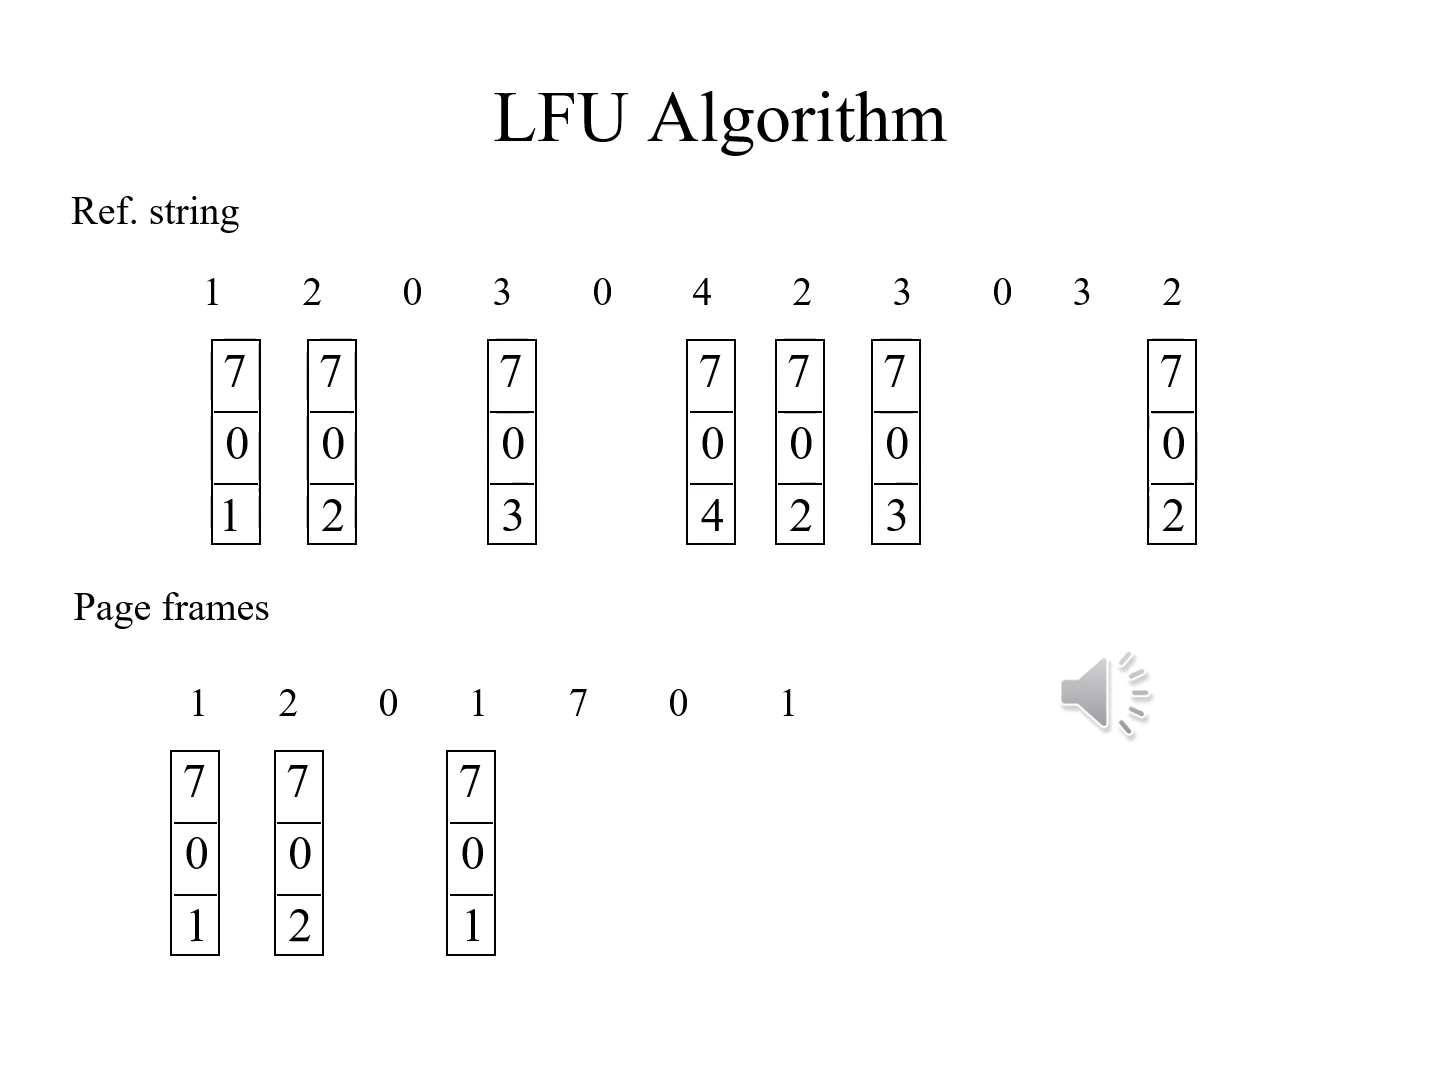 LFU Algorithm
Ref. string
1 2 0 3 0 4 2 3 0 3 2
7 7 7 7 7 7 7
0 0 0 0 0 0 0
1 2 3 4 2 3 2
Page frames
1 2 0 1 7 0 1
7 7 7
0 0 0
1 2 1